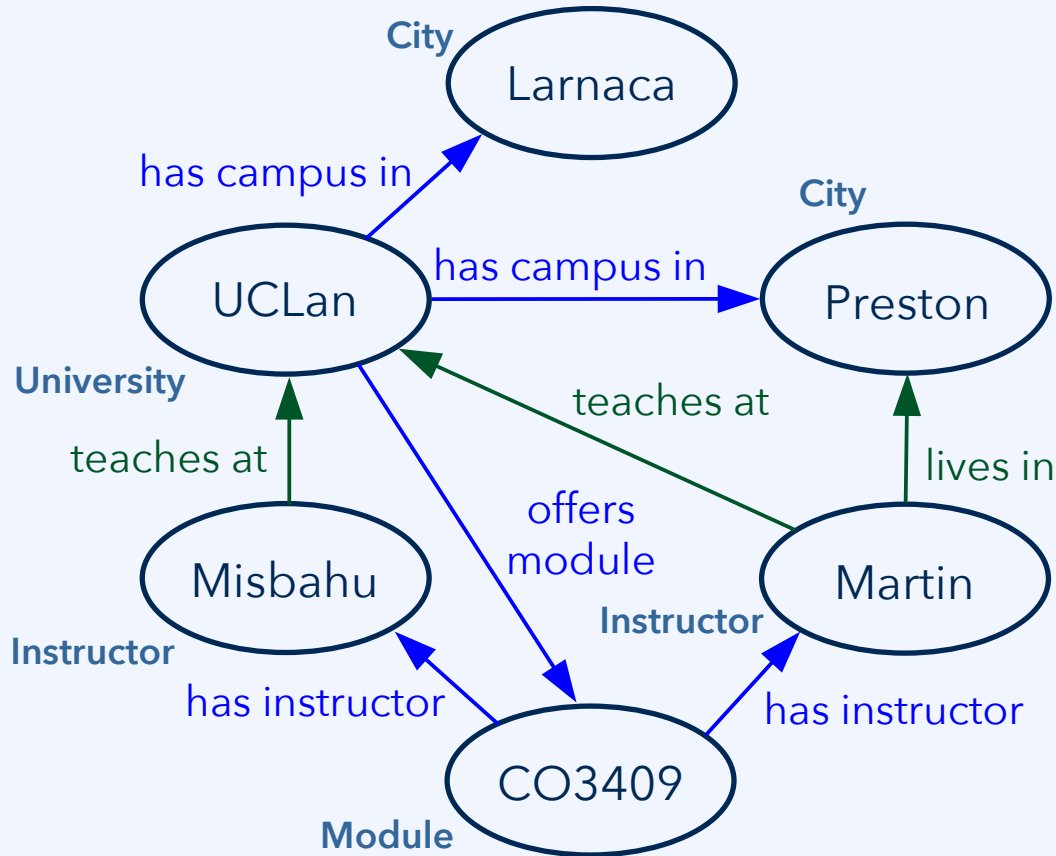 City
Larnaca
has campus in
City
has campus in
UCLan
Preston
University
teaches at
teaches at
lives in
offers
module
Misbahu
Martin
Instructor
Instructor
has instructor
has instructor
CO3409
Module